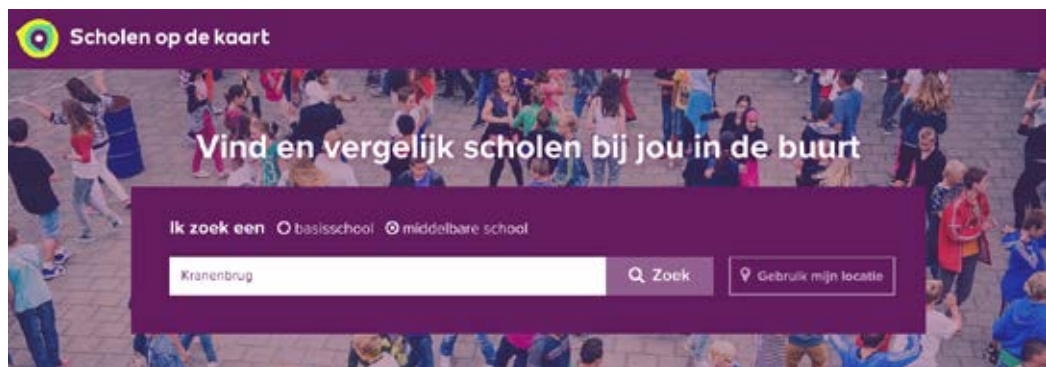 Scholen op de kaart
Vind en vergelijk scholen bij jou in de buurt
Ik zoek een basisschool middelbare school
Kranenbrug Zoek Gebruik mijn locatie